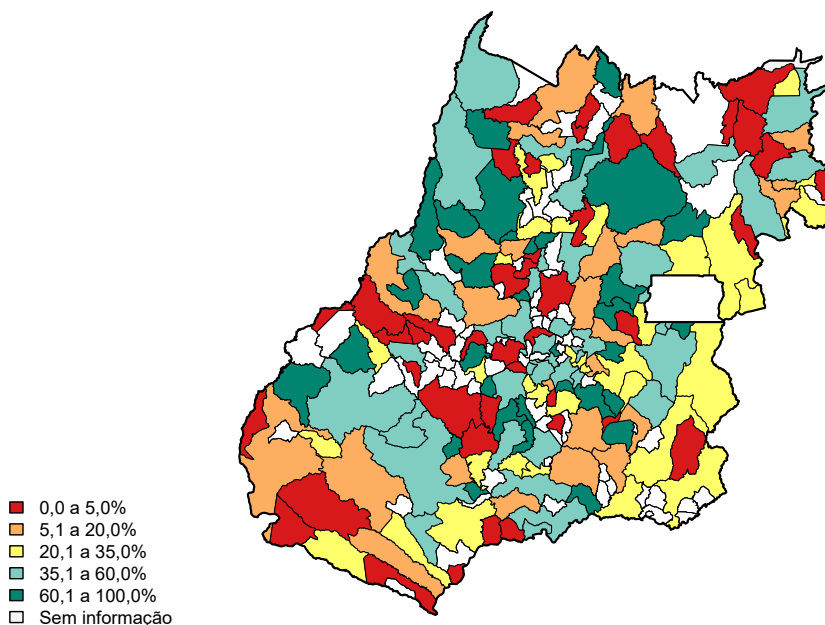 0,0 a 5,0%
5,1 a 20,0%
20,1 a 35,0%
35,1 a 60,0%
60,1 a 100,0%
Sem informação